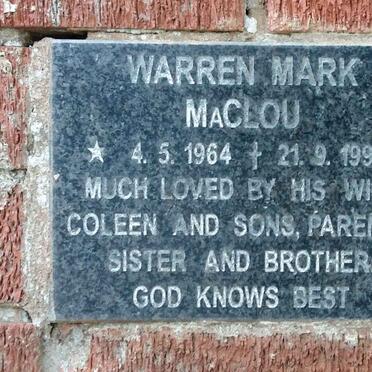 WARREN MARK
MACLOU
★ 4.5.1964 † 21.9.199
MUCH LOVED BY HIS WI
COLEEN AND SONS, PAREN
SISTER AND BROTHER
GOD KNOWS BEST